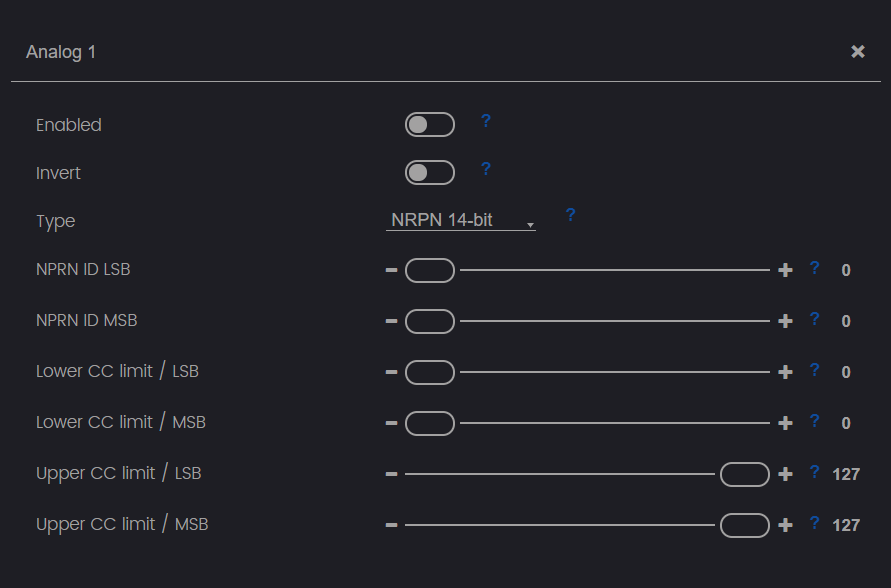 Analog 1 ×
Enabled ?
Invert ?
Type NRPN 14-bit ?
NPRN ID LSB − + ? 0
NPRN ID MSB − + ? 0
Lower CC limit / LSB − + ? 0
Lower CC limit / MSB − + ? 0
Upper CC limit / LSB − + ? 127
Upper CC limit / MSB − + ? 127